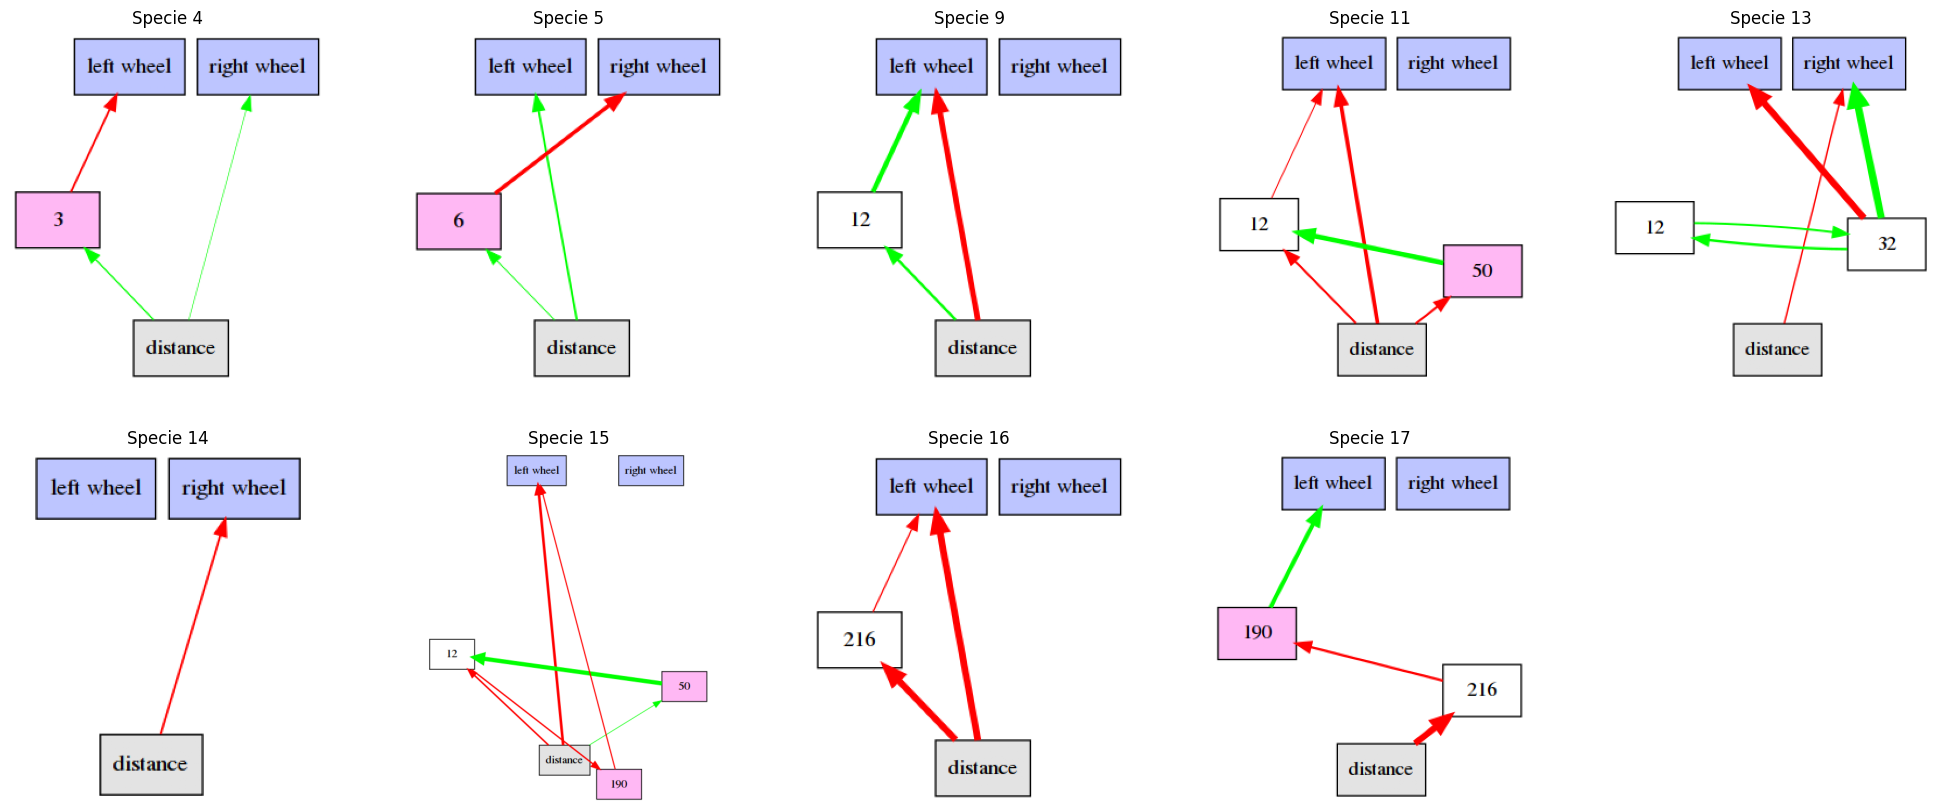 Specie 4
left wheel
right wheel
3
distance
Specie 5
left wheel
right wheel
6
distance
Specie 9
left wheel
right wheel
12
distance
Specie 11
left wheel
right wheel
12
50
distance
Specie 13
left wheel
right wheel
12
32
distance
Specie 14
left wheel
right wheel
distance
Specie 15
left wheel
right wheel
12
50
distance
190
Specie 16
left wheel
right wheel
216
distance
Specie 17
left wheel
right wheel
190
216
distance